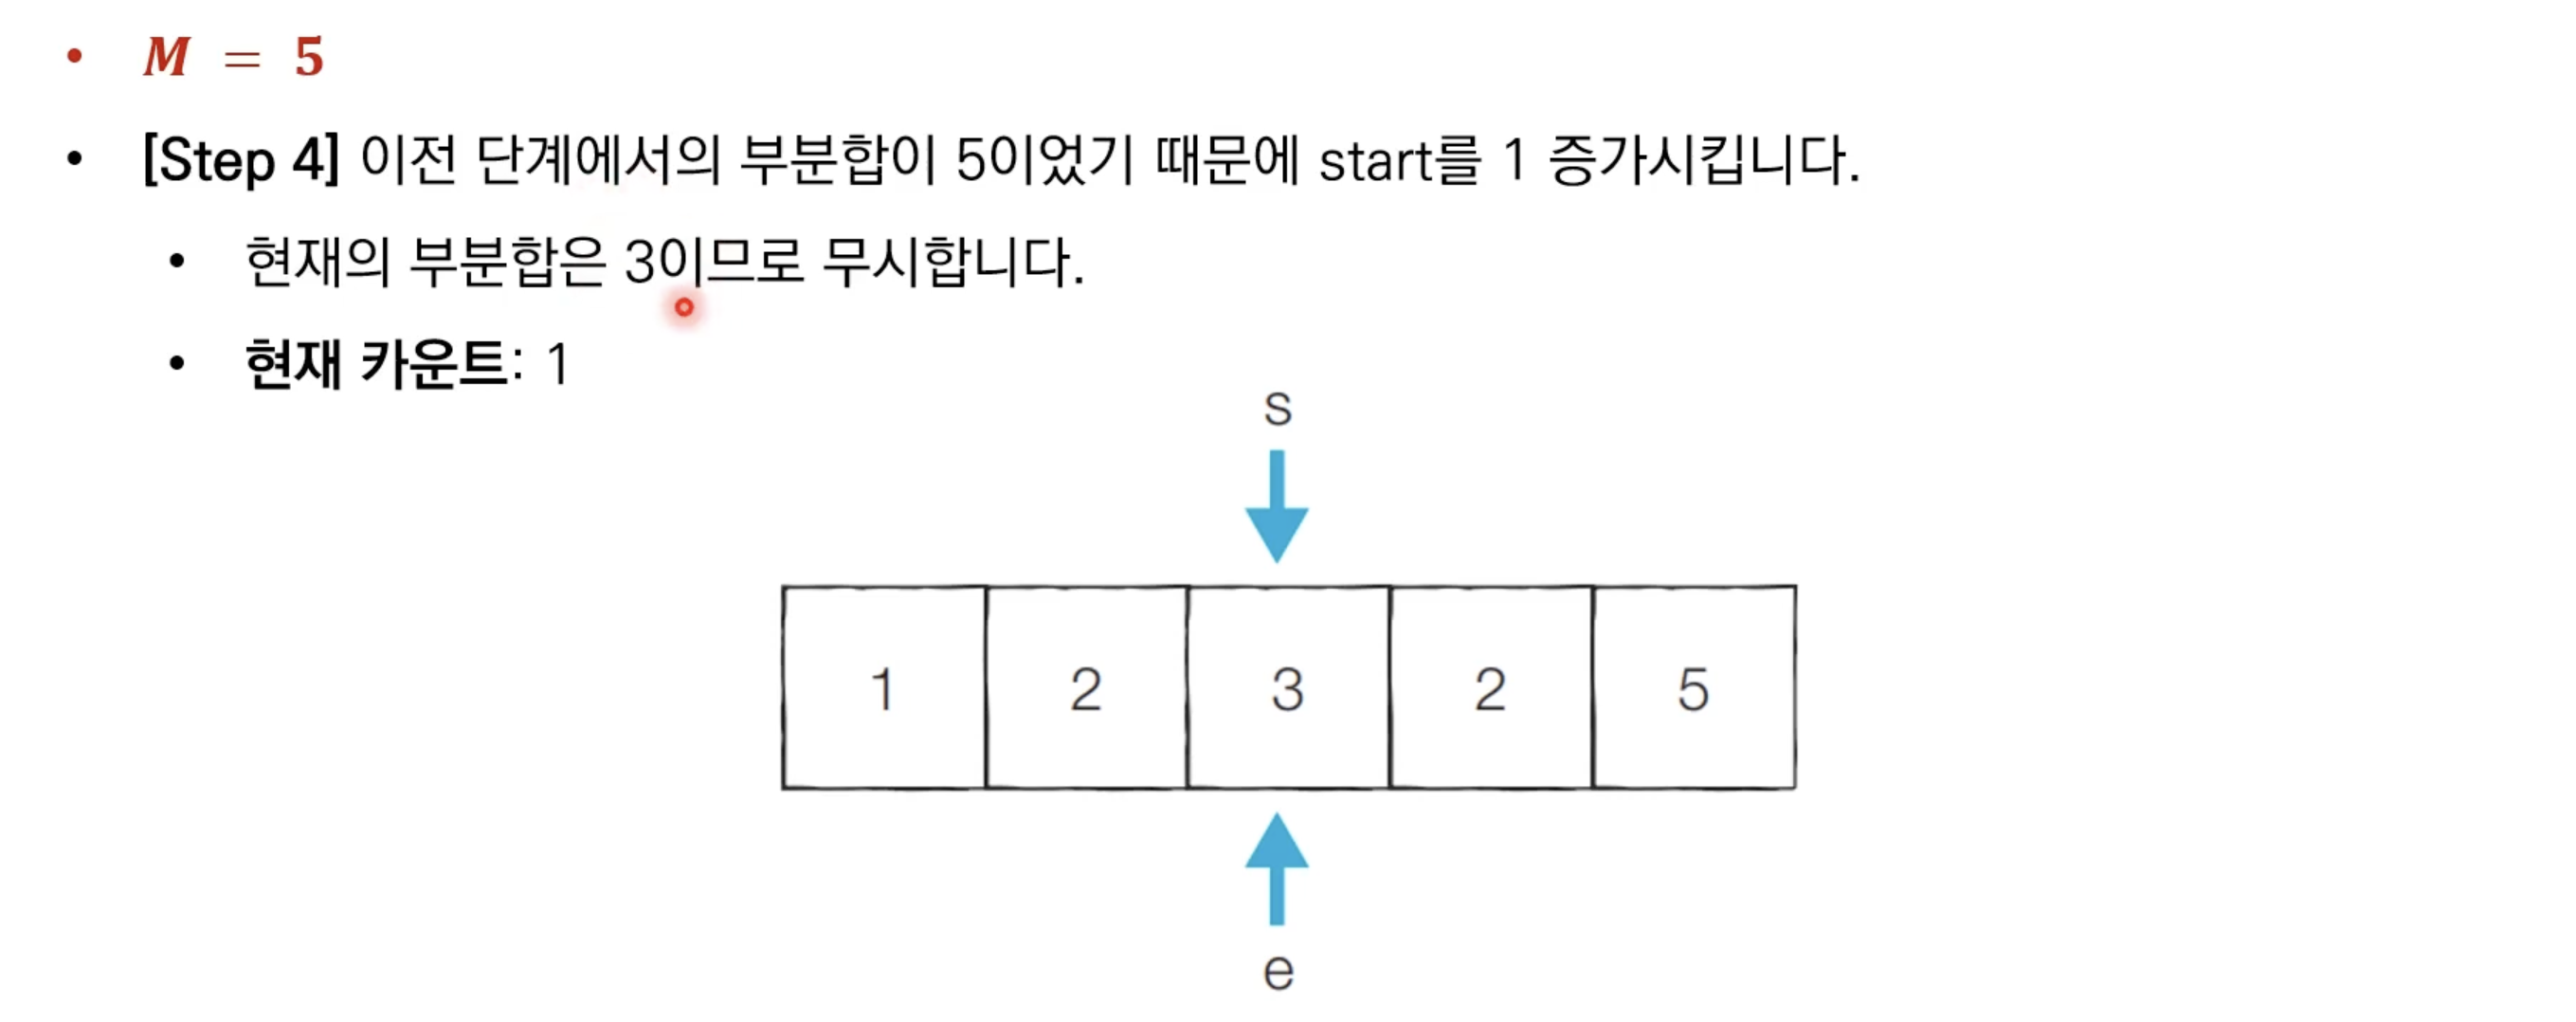 • M = 5
• [Step 4] 이전 단계에서의 부분합이 5이었기 때문에 start를 1 증가시킵니다.
• 현재의 부분합은 3이므로 무시합니다.
• 현재 카운트: 1
s
1 2 3 2 5
e